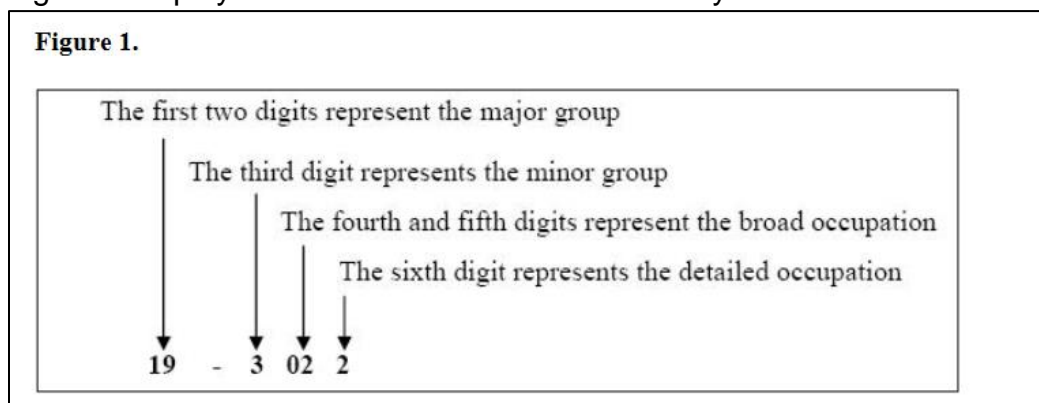 Figure 1.
The first two digits represent the major group
The third digit represents the minor group
The fourth and fifth digits represent the broad occupation
The sixth digit represents the detailed occupation
19 - 3 02 2